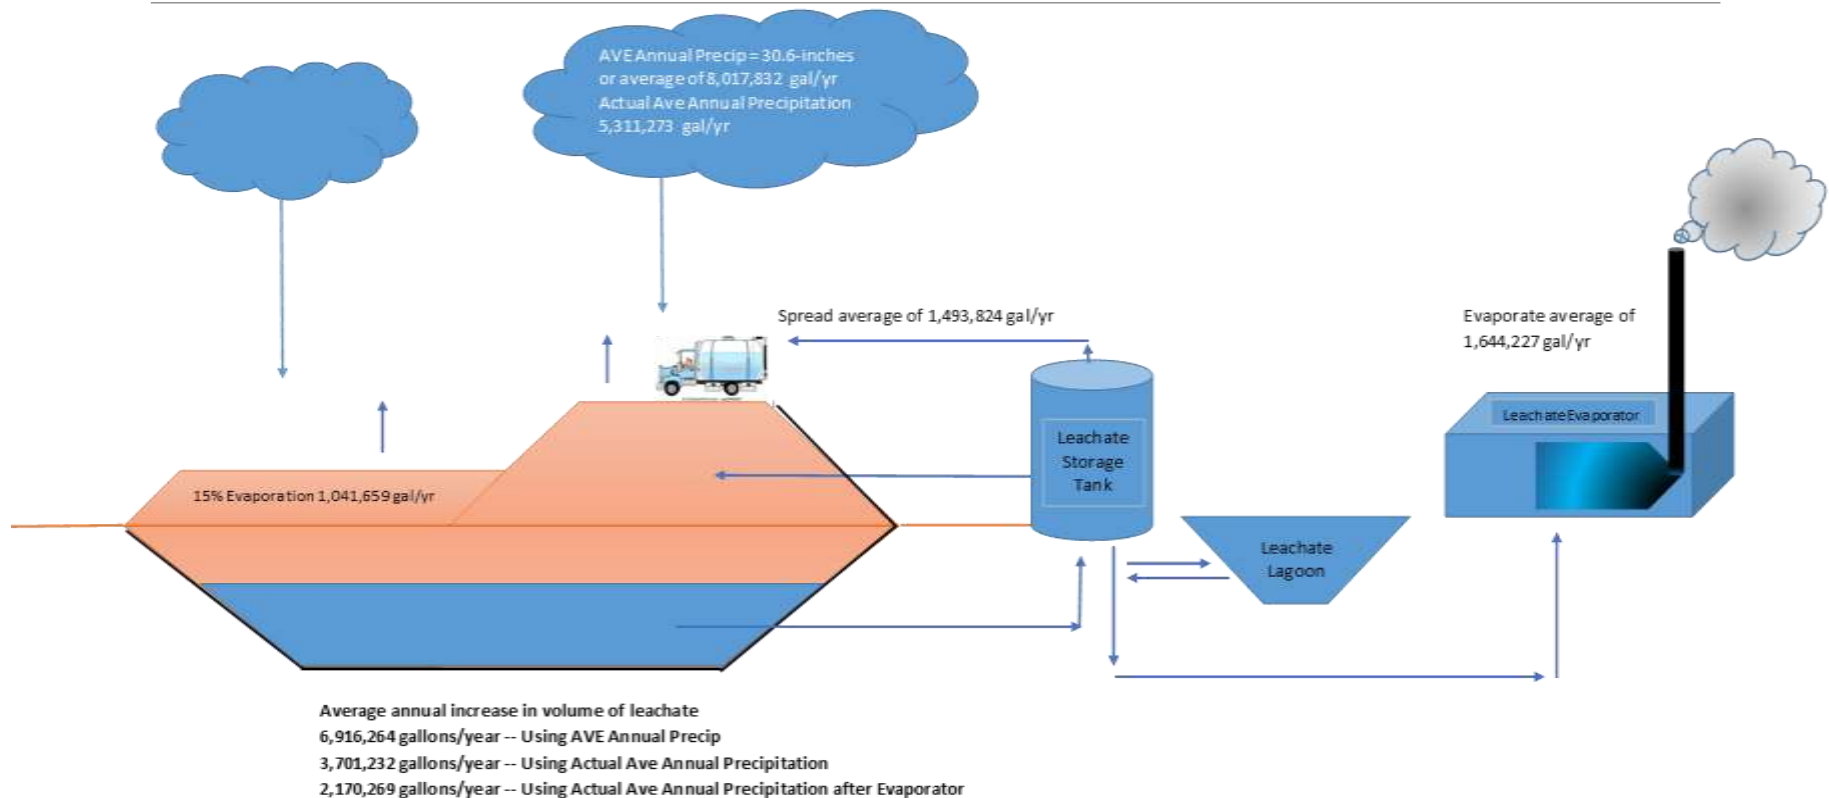 AVE Annual Precip = 30.6-inches
or average of 8,017,832 gal/yr
Actual Ave Annual Precipitation
5,311,273 gal/yr
Spread average of 1,493,824 gal/yr
Evaporate average of
1,644,227 gal/yr
Leachate Evaporator
Leachate
Storage
Tank
15% Evaporation 1,041,659 gal/yr
Leachate
Lagoon
Average annual increase in volume of leachate
6,916,264 gallons/year -- Using AVE Annual Precip
3,701,232 gallons/year -- Using Actual Ave Annual Precipitation
2,170,269 gallons/year -- Using Actual Ave Annual Precipitation after Evaporator